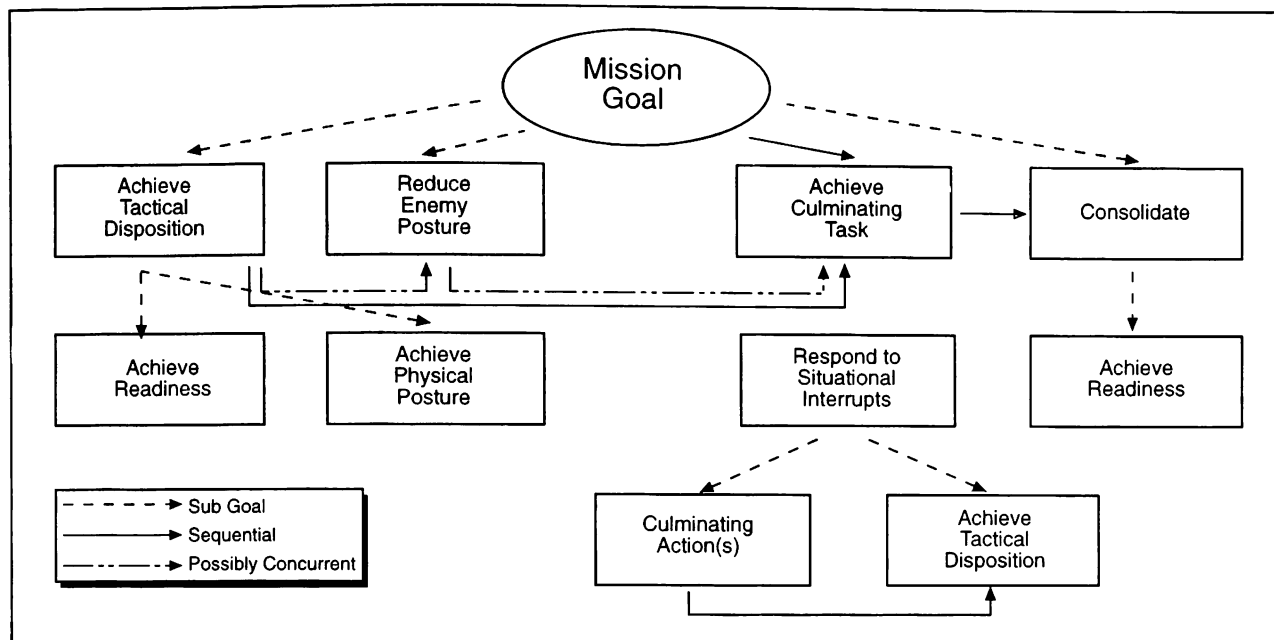 Mission
Goal
Achieve
Tactical
Disposition
Reduce
Enemy
Posture
Achieve
Culminating
Task
Consolidate
Achieve
Readiness
Achieve
Physical
Posture
Respond to
Situational
Interrupts
Achieve
Readiness
Sub Goal
Sequential
Possibly Concurrent
Culminating
Action(s)
Achieve
Tactical
Disposition